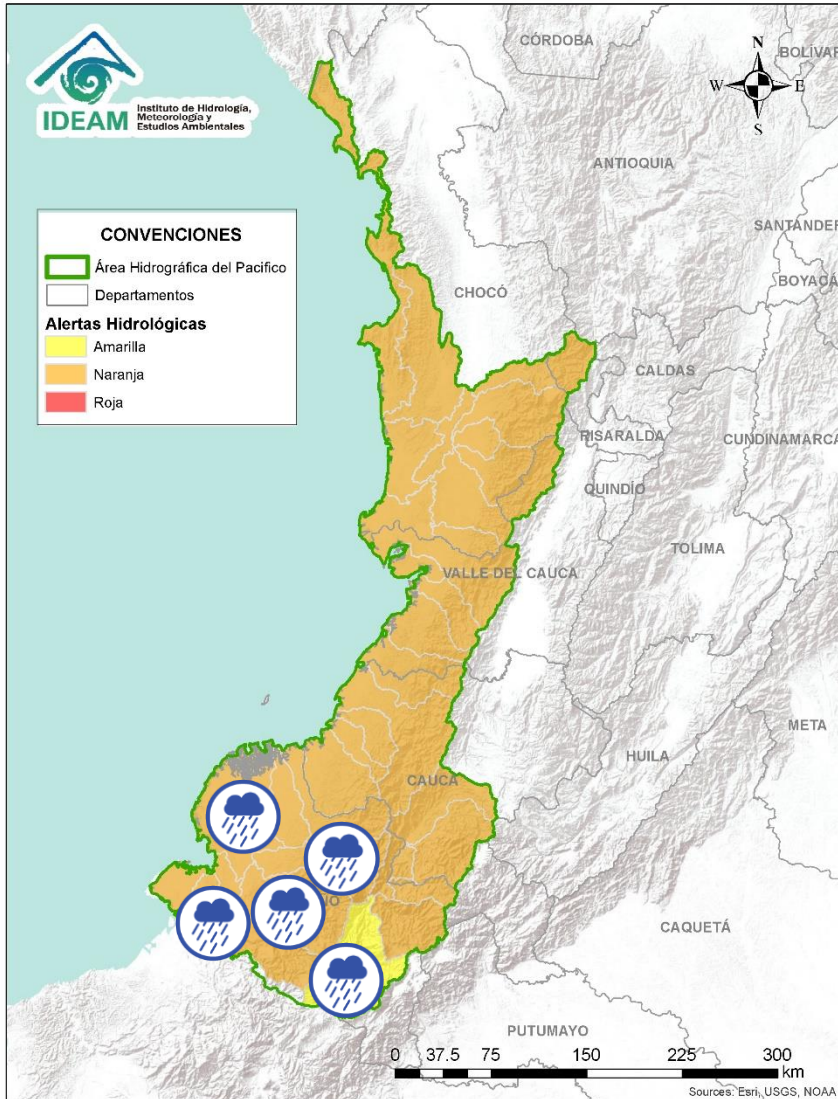 IDEAM
Instituto de Hidrología,
Meteorología y
Estudios Ambientales
CÓRDOBA
BOLÍVAR
N
W
E
S
ANTIOQUIA
SANTANDER
BOYACÁ
CONVENCIONES
Área Hidrográfica del Pacifico
Departamentos
Alertas Hidrológicas
Amarilla
Naranja
Roja
CHOCÓ
CALDAS
RISARALDA
CUNDINAMARCA
QUINDÍO
TOLIMA
VALLE DEL CAUCA
META
HUILA
CAUCA
CAQUETÁ
PUTUMAYO
0 37.5 75 150 225 300
km
Sources: Esri, USGS, NOAA